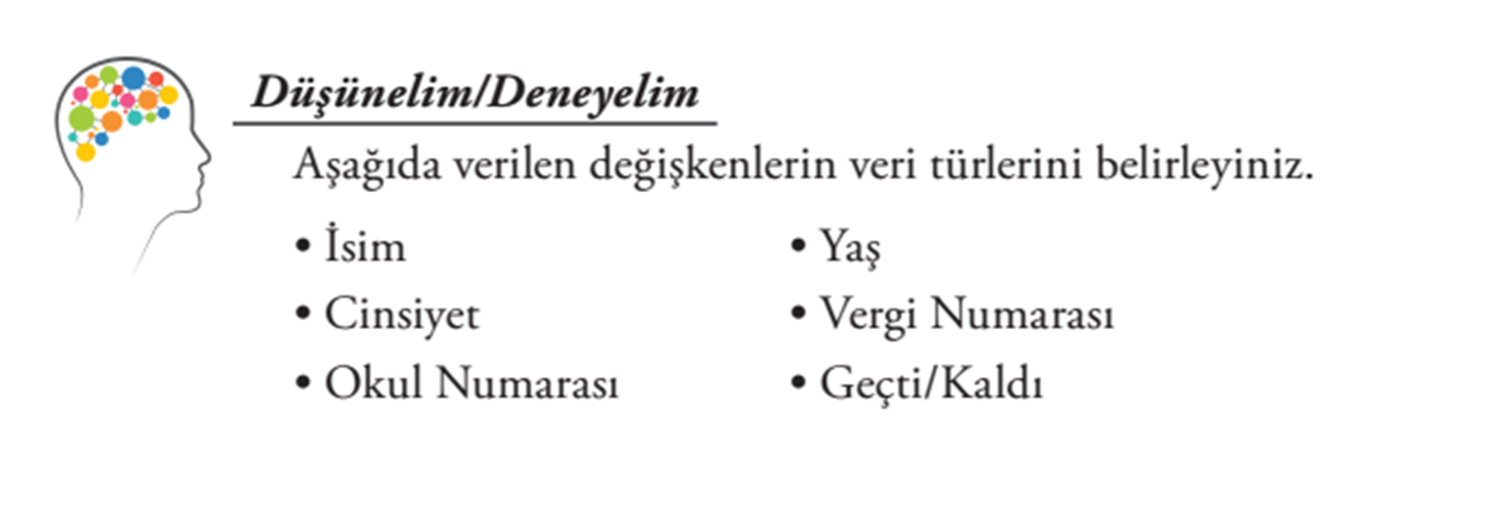 Düşünelim/Deneyelim
Aşağıda verilen değişkenlerin veri türlerini belirleyiniz.
• İsim
• Cinsiyet
• Okul Numarası
• Yaş
• Vergi Numarası
• Geçti/Kaldı